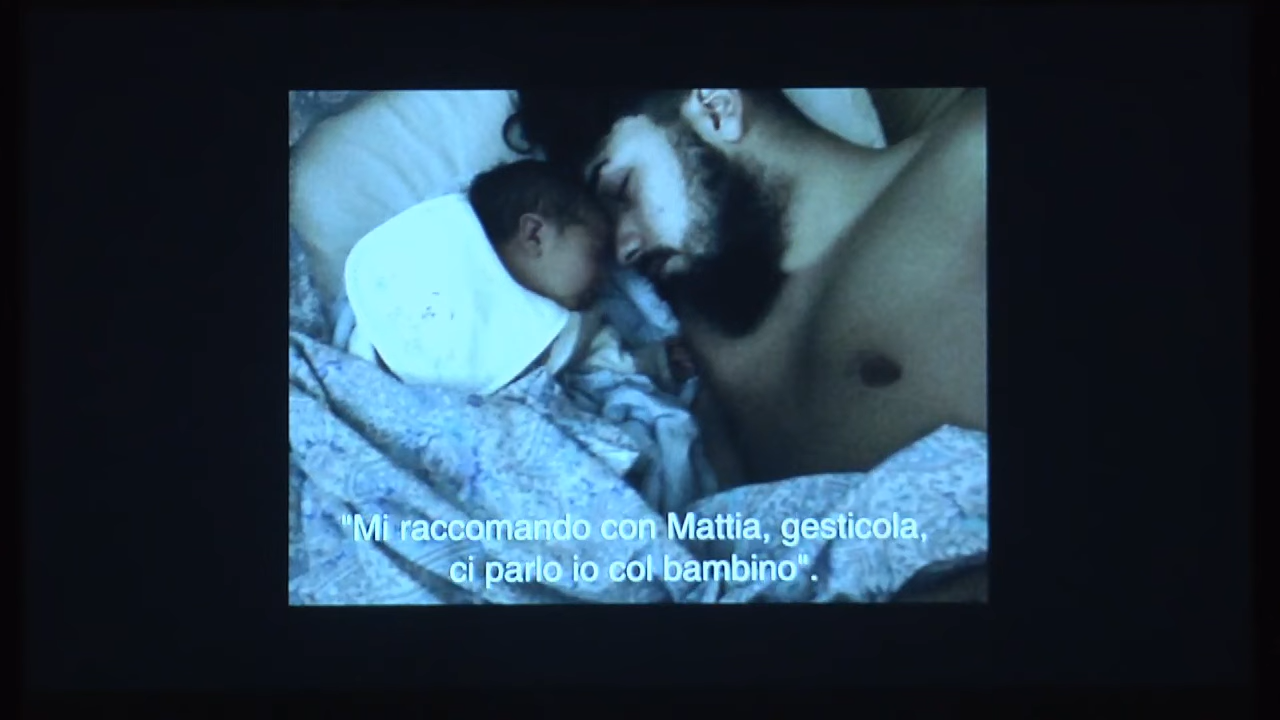 "Mi raccomando con Mattia, gesticola,
ci parlo io col bambino".